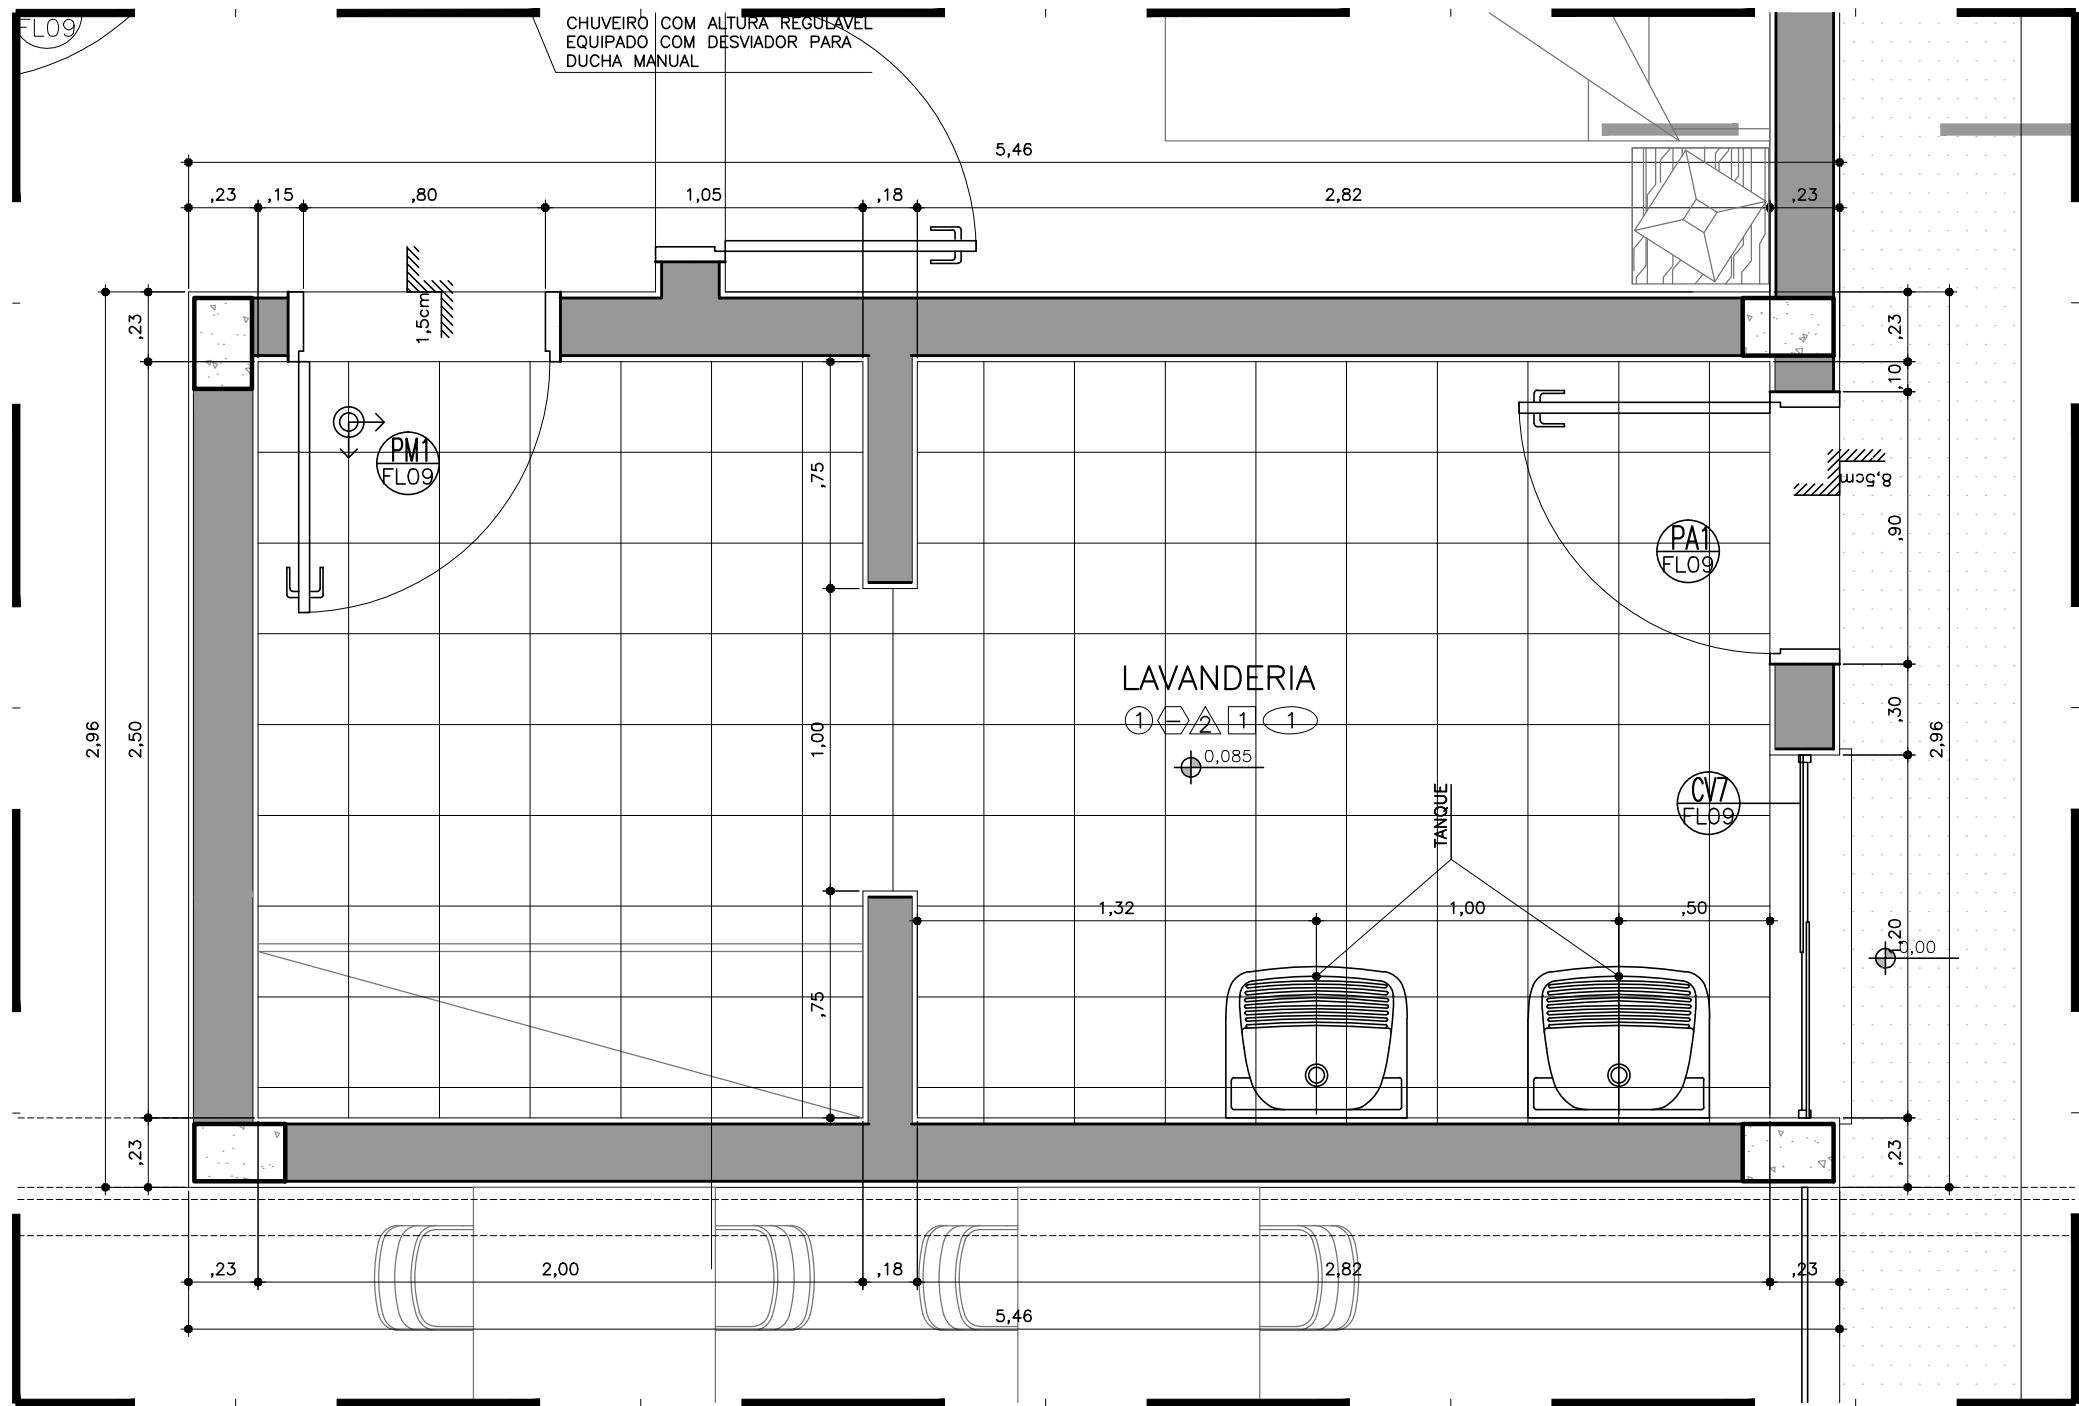 FL09
CHUVEIRO COM ALTURA REGULÁVEL
EQUIPADO COM DESVIADOR PARA
DUCHA MANUAL
5,46
,23 ,15 ,80 1,05 ,18 2,82 ,23
1,5cm
,23
,23
,10
PM1
FL09
,75
8,5cm
,90
PA1
FL09
LAVANDERIA
1 – 2 1 1
0,085
2,96
2,50
1,00
,30
2,96
CV7
FL09
TANQUE
1,32 1,00 ,50
,20
0,00
,75
,23
,23
,23 2,00 ,18 2,82 ,23
5,46